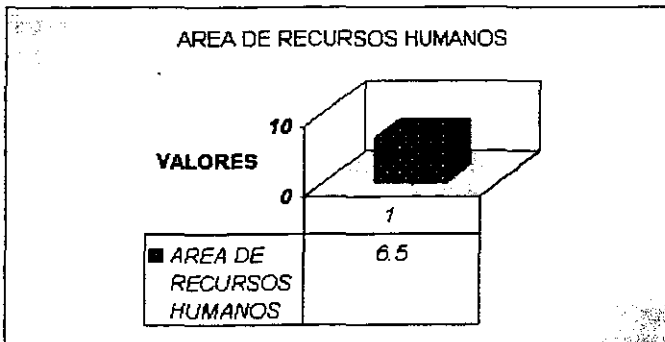 AREA DE RECURSOS HUMANOS
10
VALORES
0
1
AREA DE 6.5
RECURSOS
HUMANOS